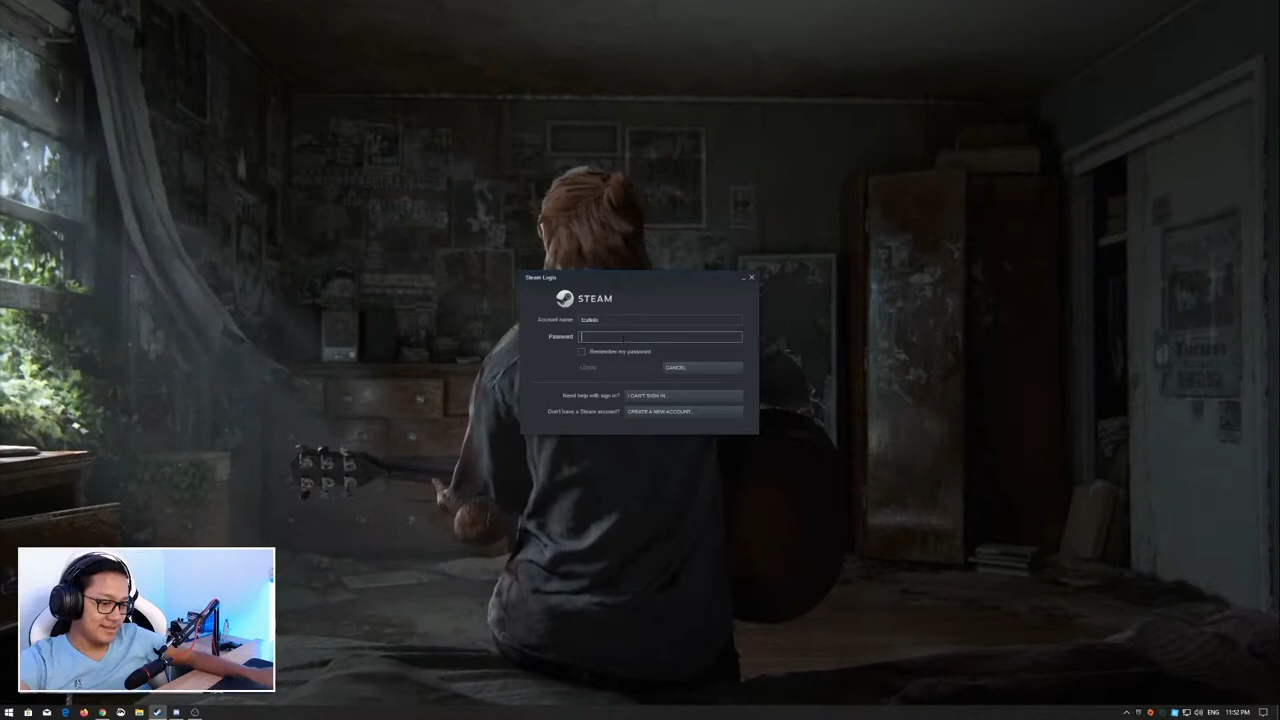 Steam Login
STEAM
Account name
Password
Remember my password
LOGIN
CANCEL
Need help with sign in?
I CAN'T SIGN IN...
Don't have a Steam account?
CREATE A NEW ACCOUNT...
ENG
11:52 PM